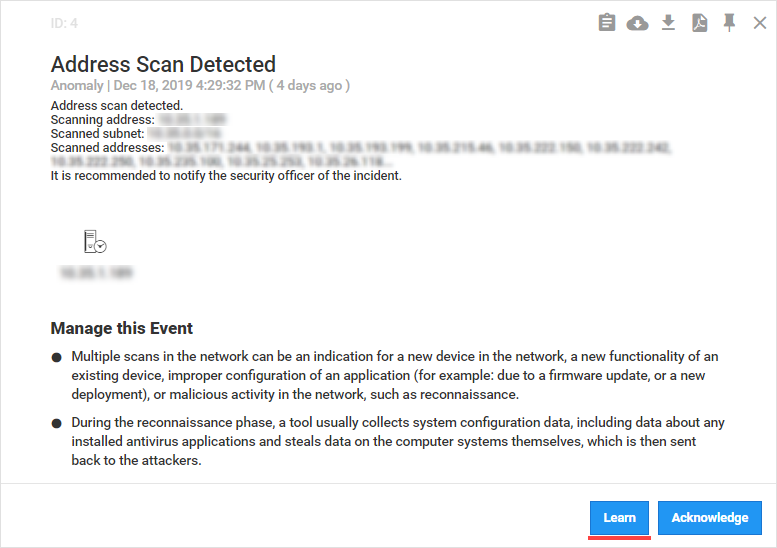 ID: 4
Address Scan Detected
Anomaly | Dec 18, 2019 4:29:32 PM ( 4 days ago )
Address scan detected.
Scanning address:
Scanned subnet:
Scanned addresses:
It is recommended to notify the security officer of the incident.
Manage this Event
● Multiple scans in the network can be an indication for a new device in the network, a new functionality of an
existing device, improper configuration of an application (for example: due to a firmware update, or a new
deployment), or malicious activity in the network, such as reconnaissance.
● During the reconnaissance phase, a tool usually collects system configuration data, including data about any
installed antivirus applications and steals data on the computer systems themselves, which is then sent
back to the attackers.
Learn Acknowledge